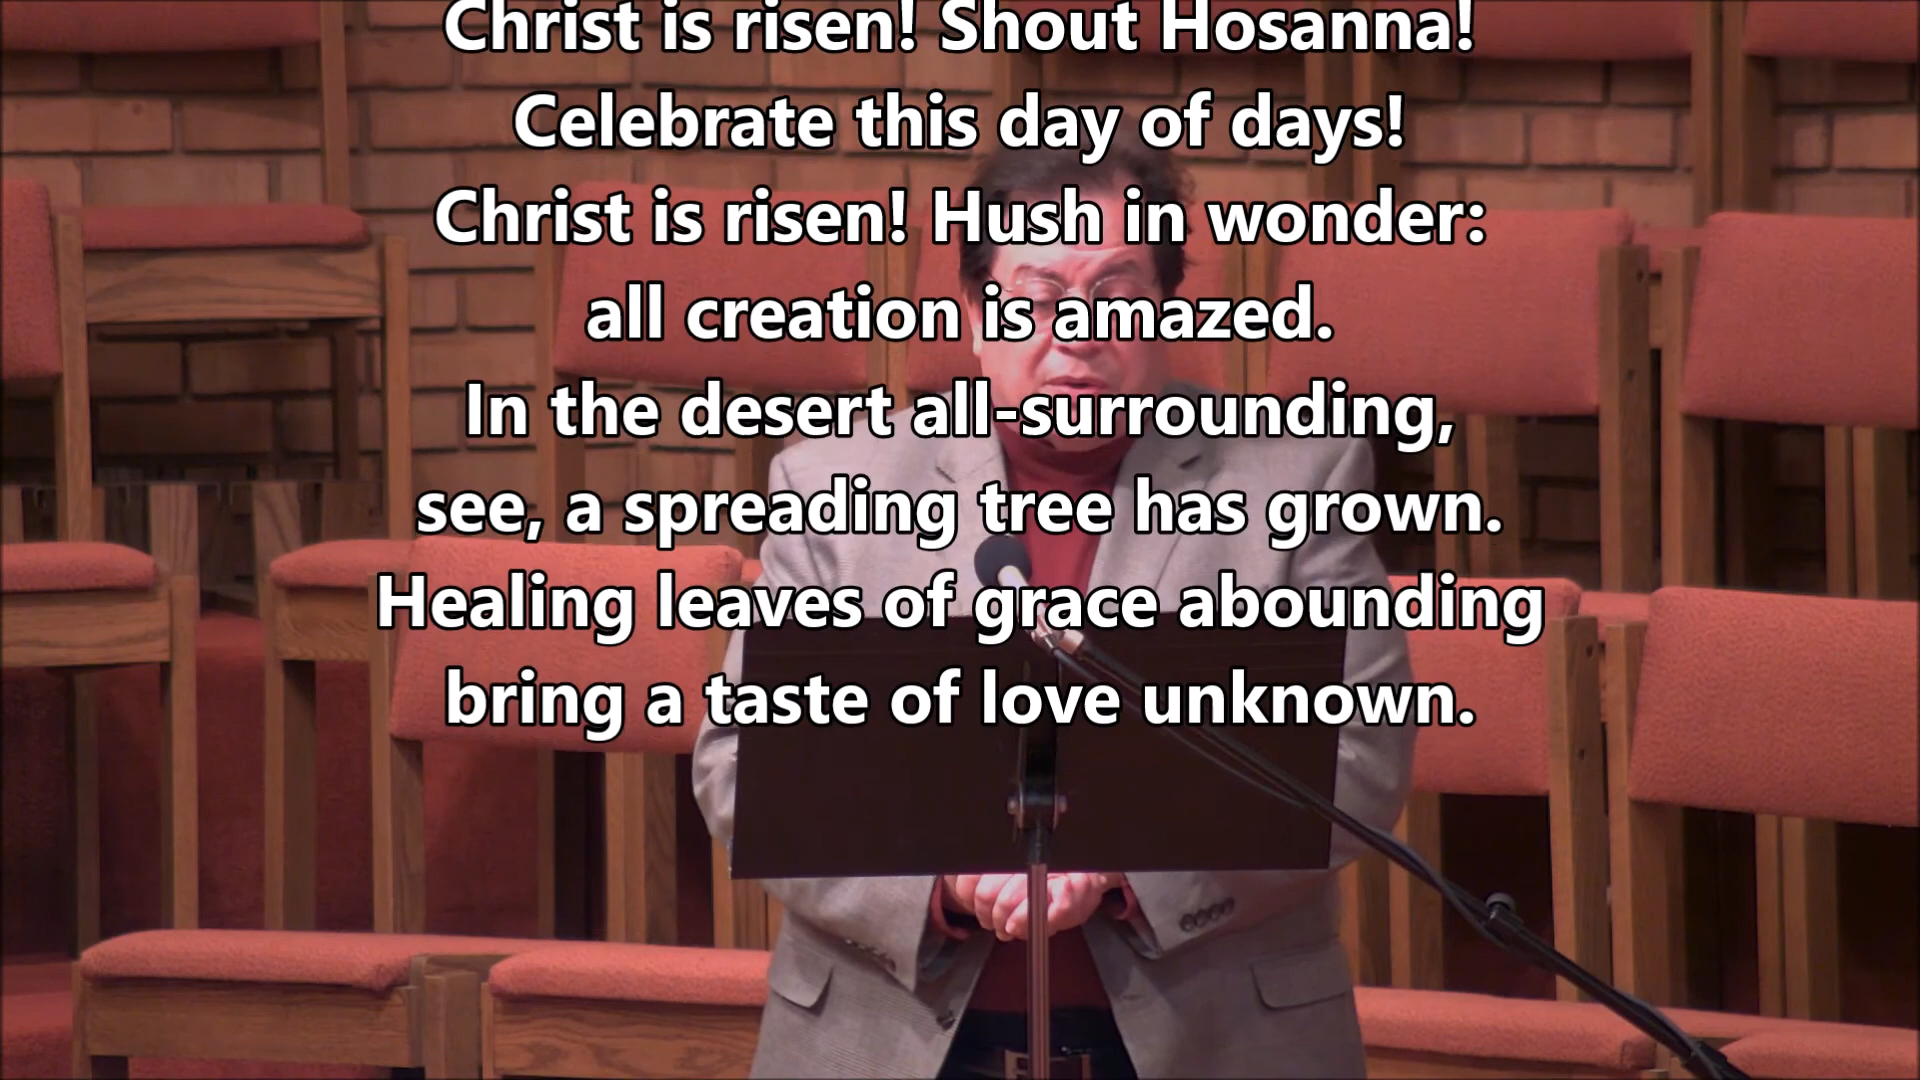 Christ is risen! Shout Hosanna!
Celebrate this day of days!
Christ is risen! Hush in wonder:
all creation is amazed.
In the desert all-surrounding,
see, a spreading tree has grown.
Healing leaves of grace abounding
bring a taste of love unknown.